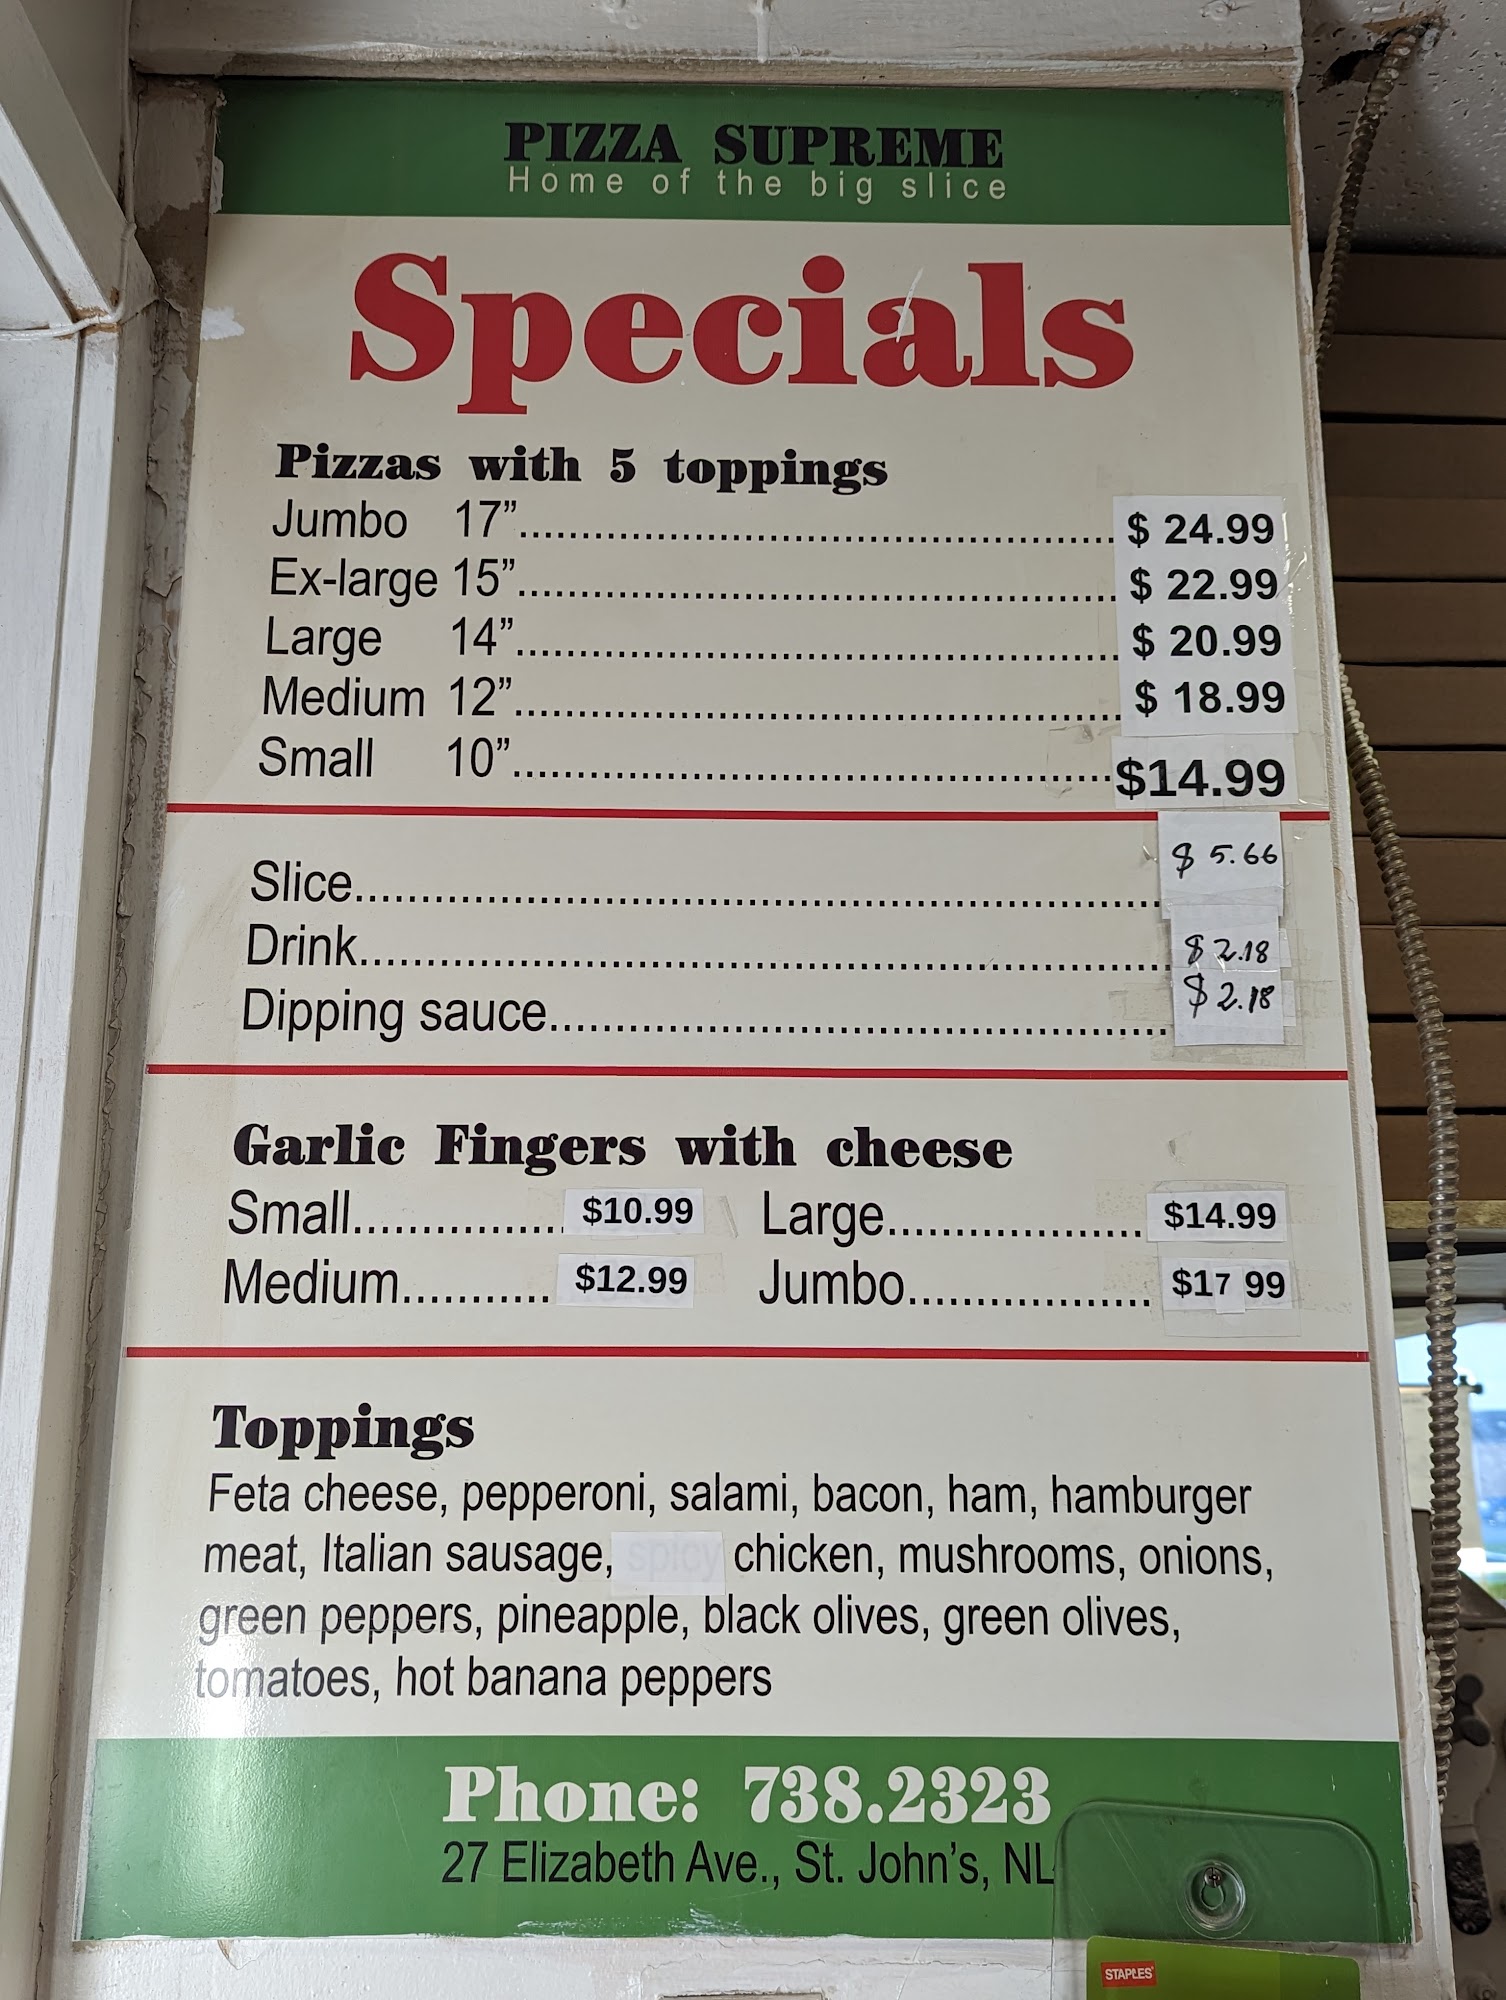 PIZZA SUPREME
Home of the big slice
Specials
Pizzas with 5 toppings
Jumbo 17”.......... $ 24.99
Ex-large 15”.......... $ 22.99
Large 14”.......... $ 20.99
Medium 12”.......... $ 18.99
Small 10”.......... $14.99
Slice.......... $ 5.66
Drink.......... $ 2.18
Dipping sauce.......... $ 2.18
Garlic Fingers with cheese
Small.......... $10.99 Large.......... $14.99
Medium.......... $12.99 Jumbo.......... $17 99
Toppings
Feta cheese, pepperoni, salami, bacon, ham, hamburger
meat, Italian sausage, spicy chicken, mushrooms, onions,
green peppers, pineapple, black olives, green olives,
tomatoes, hot banana peppers
Phone: 738.2323
27 Elizabeth Ave., St. John’s, NL
STAPLES